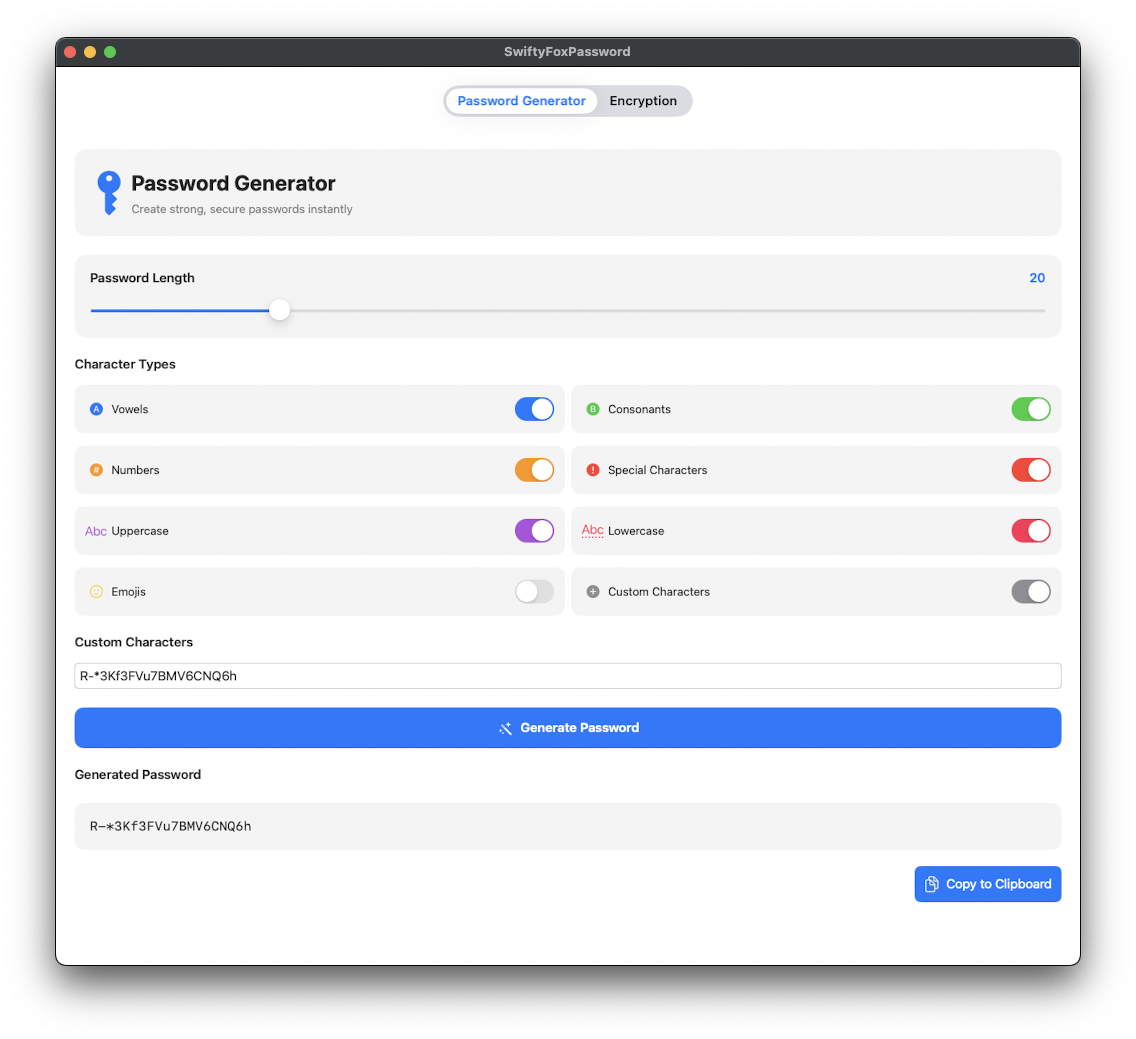 SwiftyFoxPassword
Password Generator Encryption
Password Generator
Create strong, secure passwords instantly
Password Length 20
Character Types
A Vowels B Consonants
# Numbers ! Special Characters
Abc Uppercase Abc Lowercase
Emojis + Custom Characters
Custom Characters
R-*3Kf3FVu7BMV6CNQ6h
Generate Password
Generated Password
R-*3Kf3FVu7BMV6CNQ6h
Copy to Clipboard